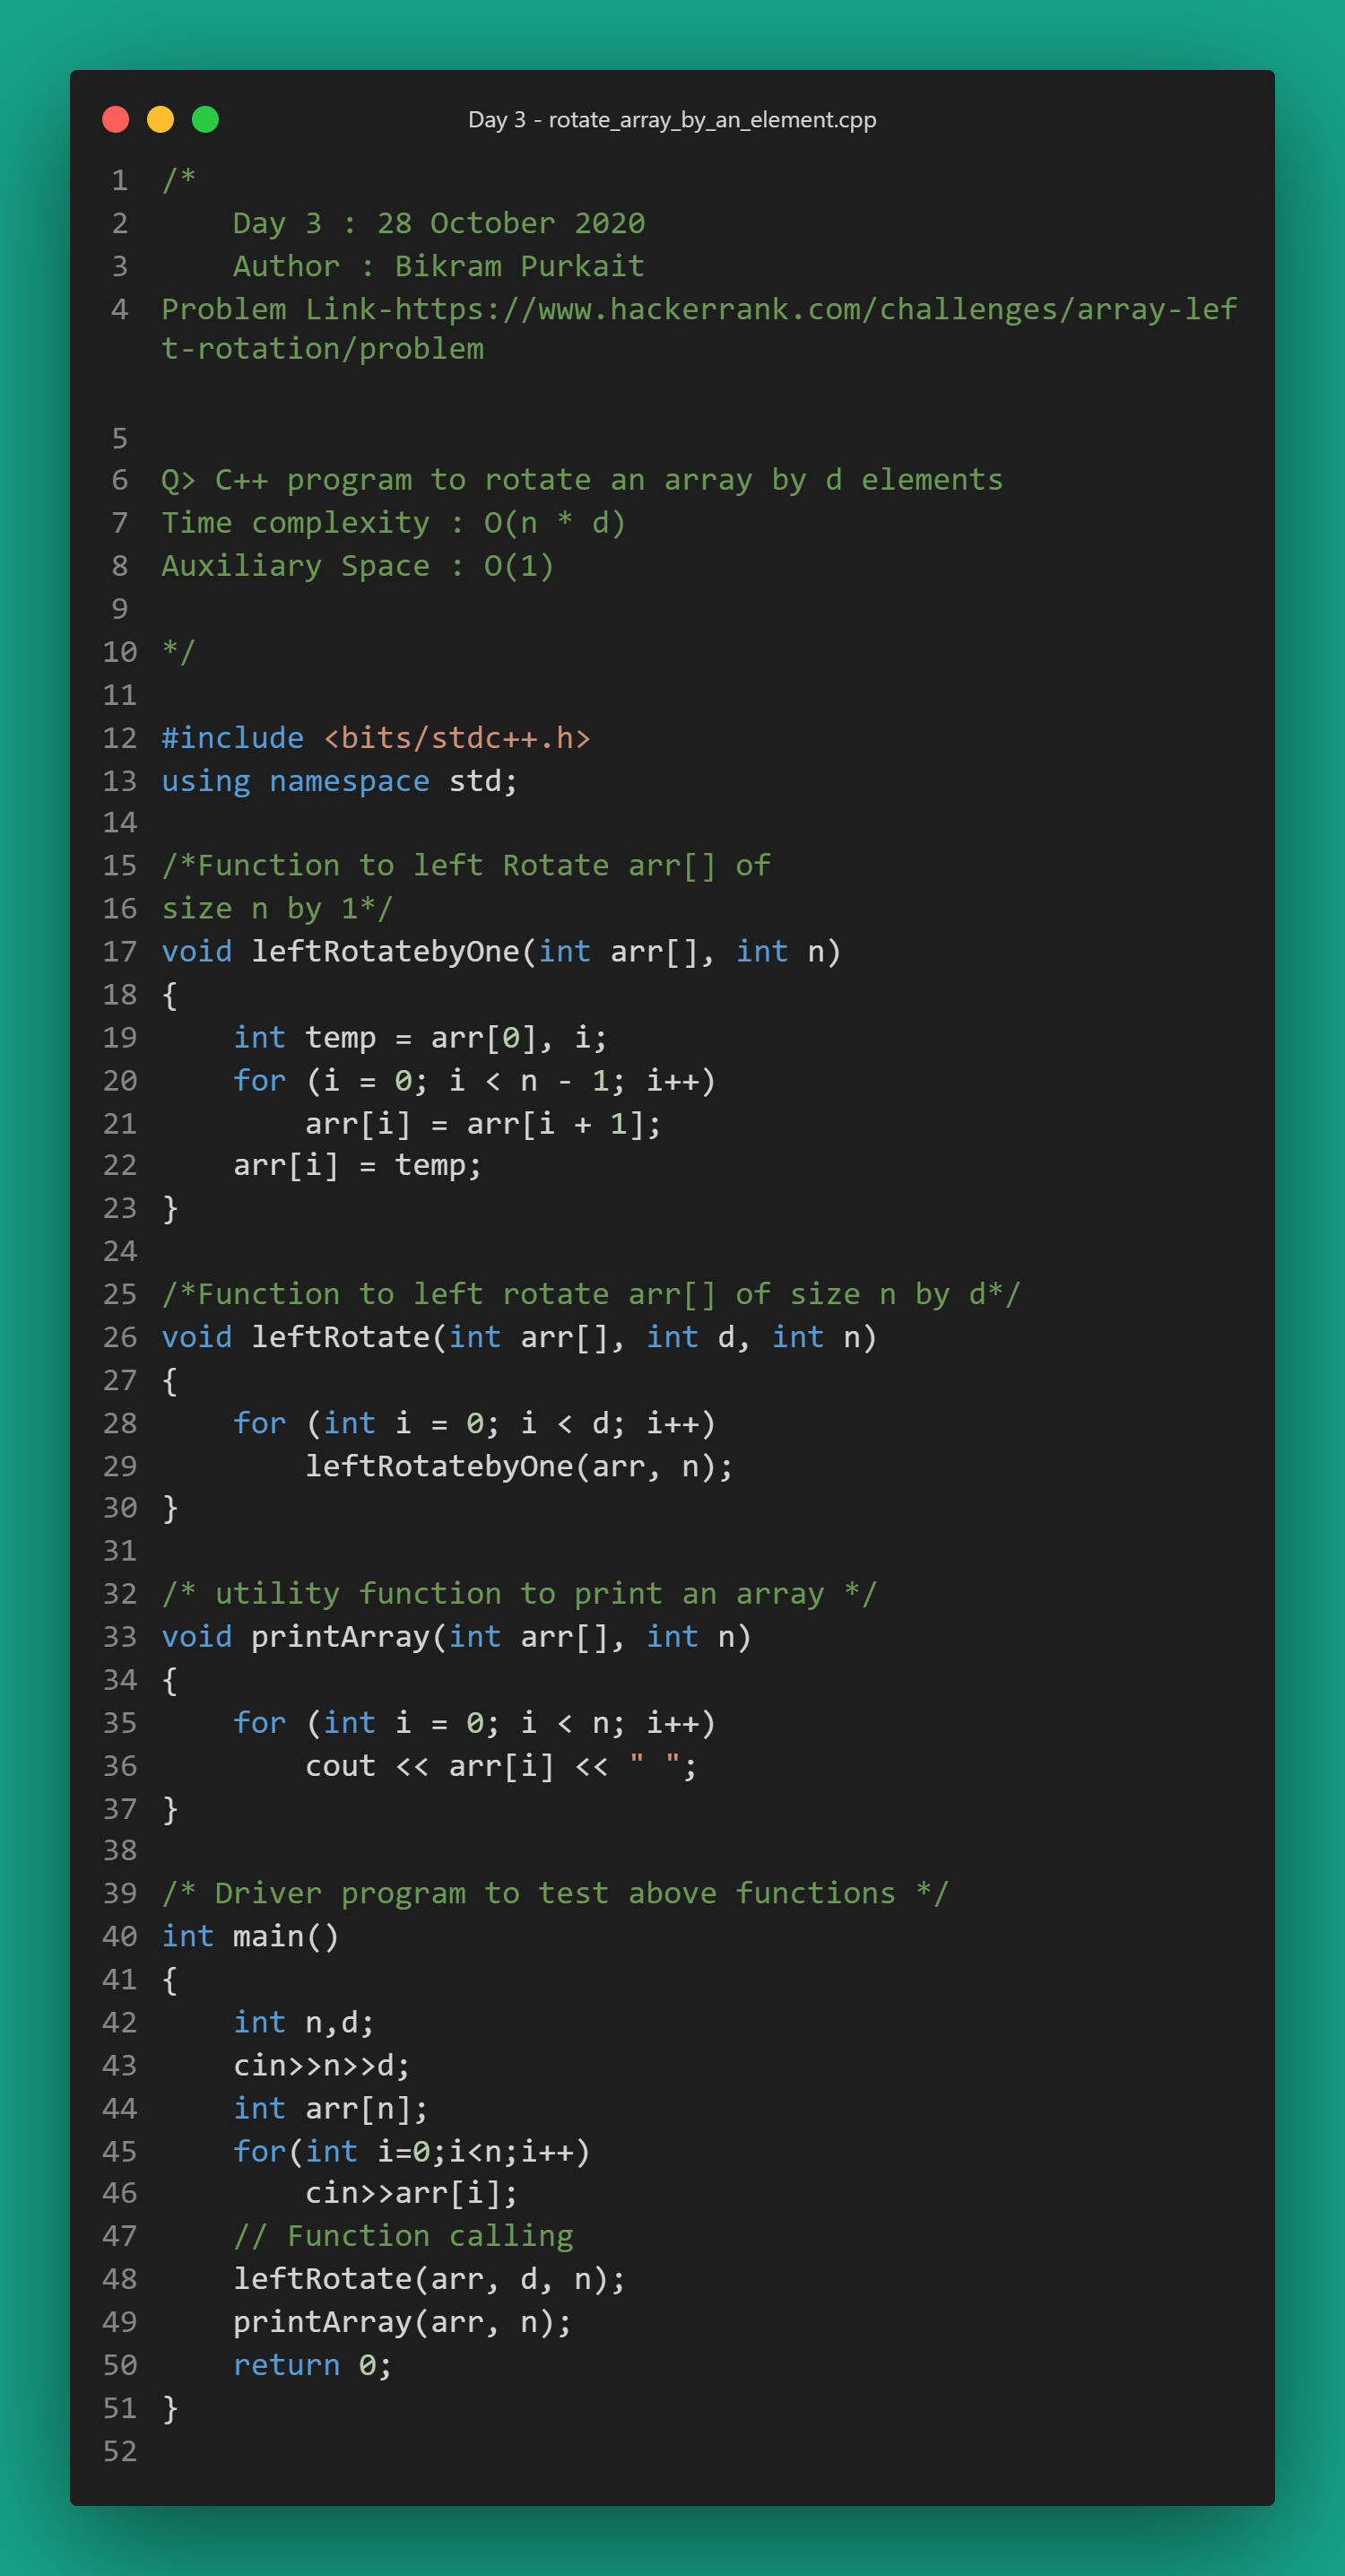 Day 3 - rotate_array_by_an_element.cpp
1 /*
2     Day 3 : 28 October 2020
3     Author : Bikram Purkait
4 Problem Link-https://www.hackerrank.com/challenges/array-lef
t-rotation/problem
5
6 Q> C++ program to rotate an array by d elements
7 Time complexity : O(n * d)
8 Auxiliary Space : O(1)
9
10 */
11
12 #include <bits/stdc++.h>
13 using namespace std;
14
15 /*Function to left Rotate arr[] of
16 size n by 1*/
17 void leftRotatebyOne(int arr[], int n)
18 {
19     int temp = arr[0], i;
20     for (i = 0; i < n - 1; i++)
21         arr[i] = arr[i + 1];
22     arr[i] = temp;
23 }
24
25 /*Function to left rotate arr[] of size n by d*/
26 void leftRotate(int arr[], int d, int n)
27 {
28     for (int i = 0; i < d; i++)
29         leftRotatebyOne(arr, n);
30 }
31
32 /* utility function to print an array */
33 void printArray(int arr[], int n)
34 {
35     for (int i = 0; i < n; i++)
36         cout << arr[i] << " ";
37 }
38
39 /* Driver program to test above functions */
40 int main()
41 {
42     int n,d;
43     cin>>n>>d;
44     int arr[n];
45     for(int i=0;i<n;i++)
46         cin>>arr[i];
47     // Function calling
48     leftRotate(arr, d, n);
49     printArray(arr, n);
50     return 0;
51 }
52